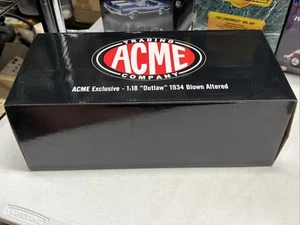 TRADING
ACME
COMPANY
ACME Exclusive - 1:18 "Outlaw" 1934 Blown Altered